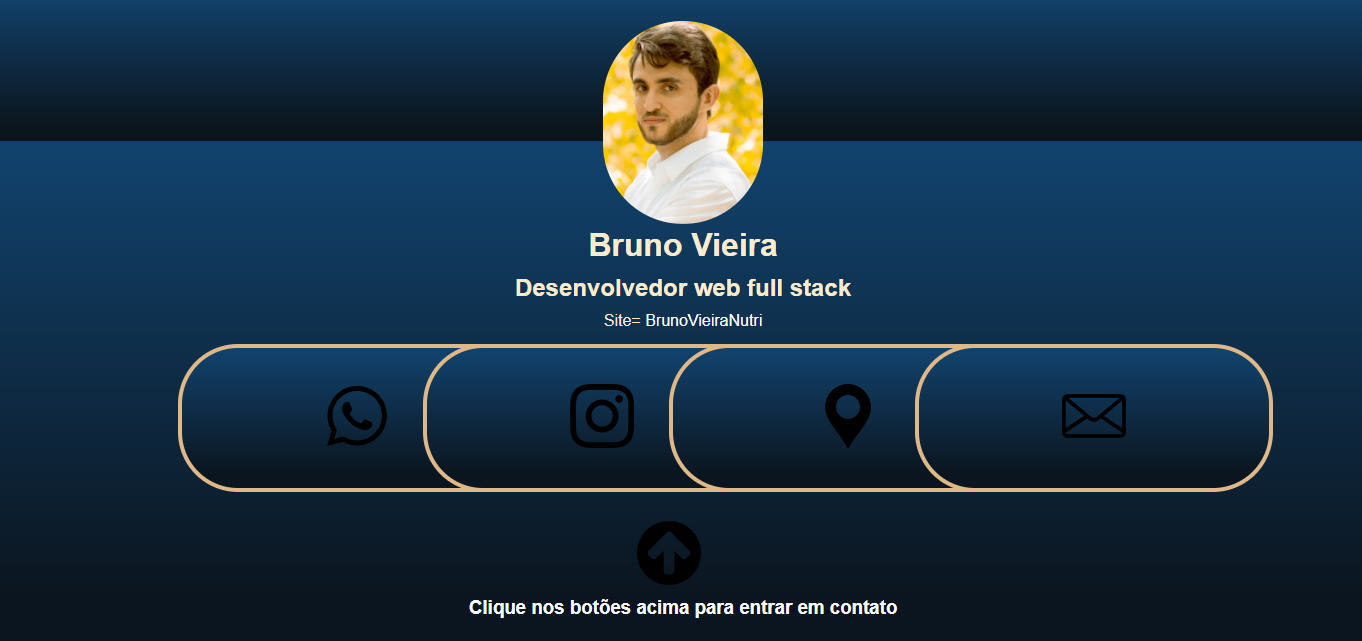 Bruno Vieira
Desenvolvedor web full stack
Site= BrunoVieiraNutri
Clique nos botões acima para entrar em contato